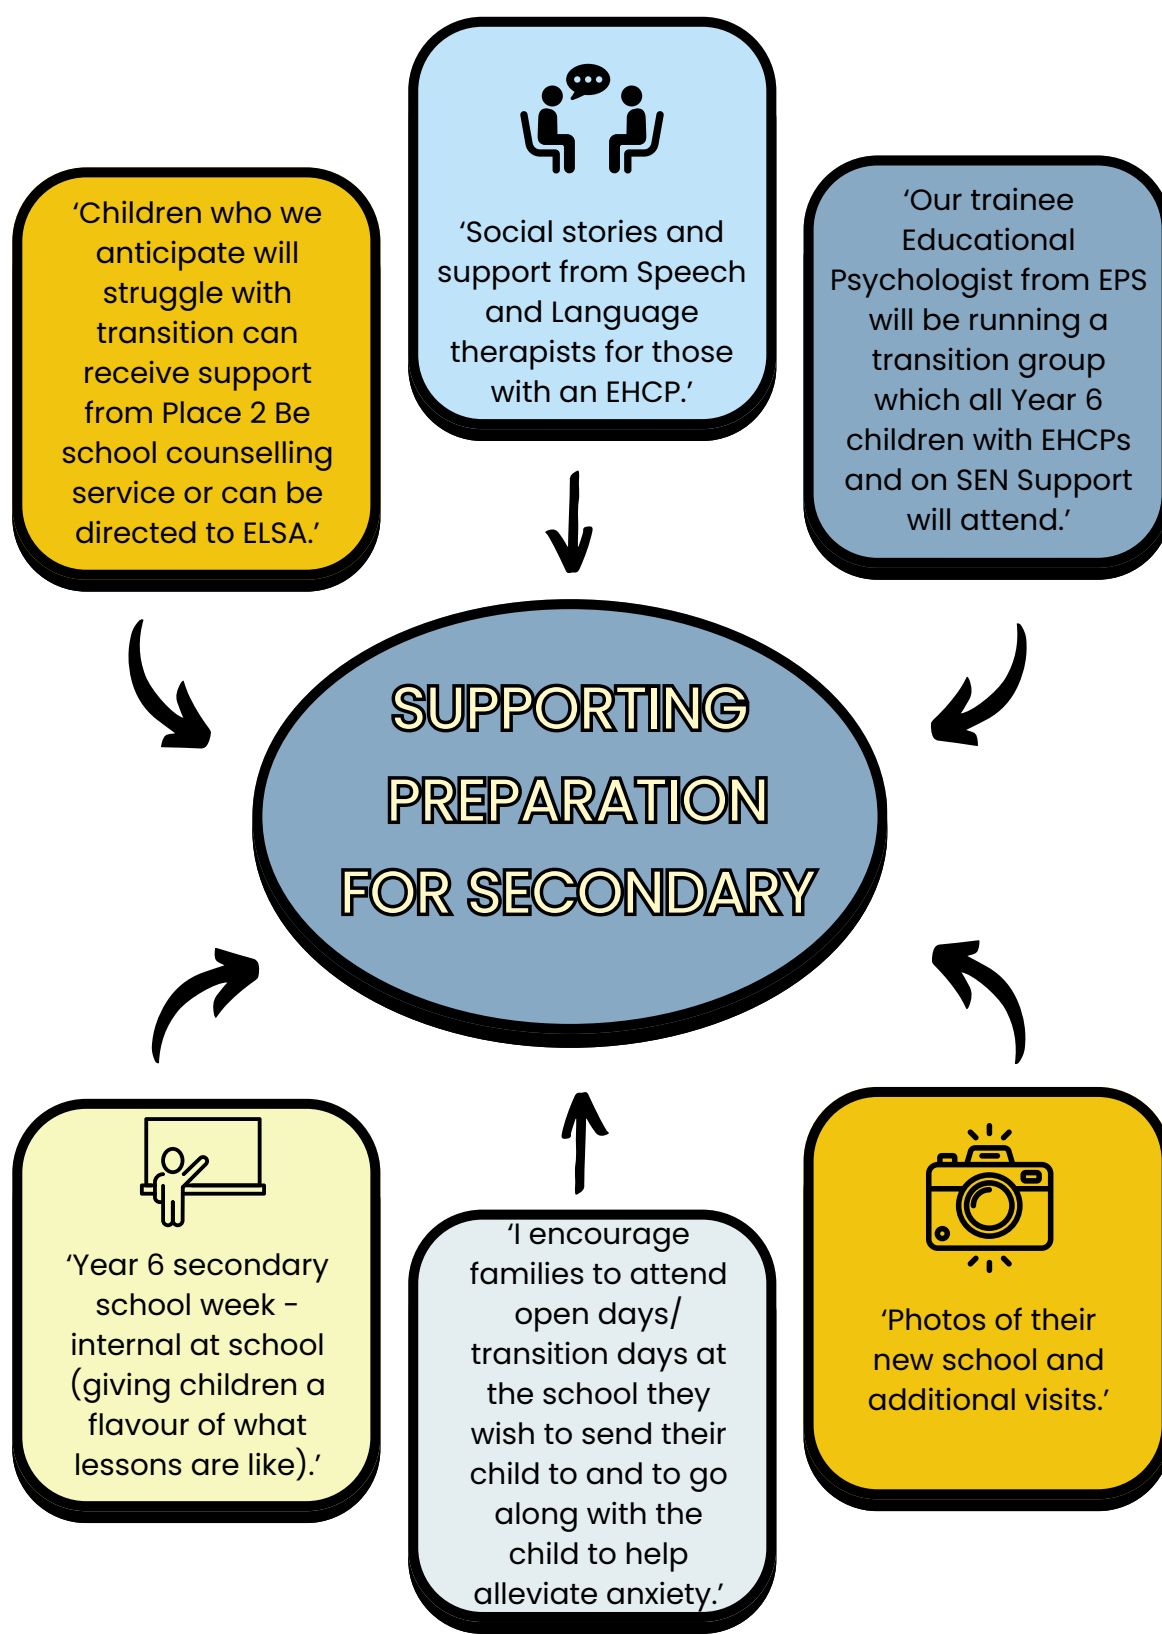 ‘Children who we
anticipate will
struggle with
transition can
receive support
from Place 2 Be
school counselling
service or can be
directed to ELSA.’
‘Social stories and
support from Speech
and Language
therapists for those
with an EHCP.’
‘Our trainee
Educational
Psychologist from EPS
will be running a
transition group
which all Year 6
children with EHCPs
and on SEN Support
will attend.’
SUPPORTING
PREPARATION
FOR SECONDARY
‘Year 6 secondary
school week -
internal at school
(giving children a
flavour of what
lessons are like).’
‘I encourage
families to attend
open days/
transition days at
the school they
wish to send their
child to and to go
along with the
child to help
alleviate anxiety.’
‘Photos of their
new school and
additional visits.’